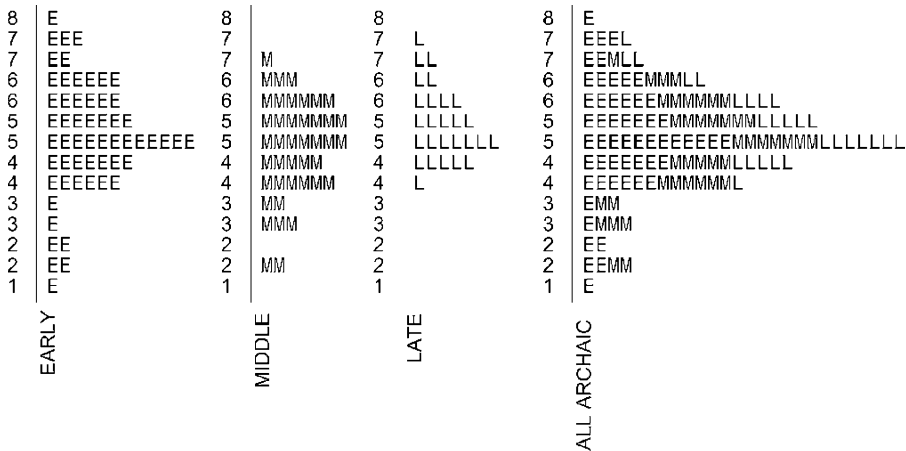 8 E 8 8 8 E
7 EEE 7 7 L 7 EEEL
7 EE 7 M 7 LL 7 EEMLL
6 EEEEEE 6 MMM 6 LL 6 EEEEEMMMLL
6 EEEEEE 6 MMMMMM 6 LLLL 6 EEEEEEMMMMMMLLLL
5 EEEEEEE 5 MMMMMMM 5 LLLLL 5 EEEEEEEMMMMMMMLLLLL
5 EEEEEEEEEEEE 5 MMMMMMM 5 LLLLLLL 5 EEEEEEEEEEEEMMMMMMMLLLLLLL
4 EEEEEEE 4 MMMMM 4 LLLLL 4 EEEEEEEMMMMMLLLLL
4 EEEEEE 4 MMMMMM 4 L 4 EEEEEEMMMMMML
3 E 3 MM 3 3 EMM
3 E 3 MMM 3 3 EMMM
2 EE 2 2 2 EE
2 EE 2 MM 2 2 EEMM
1 E 1 1 1 E
EARLY
MIDDLE
LATE
ALL ARCHAIC